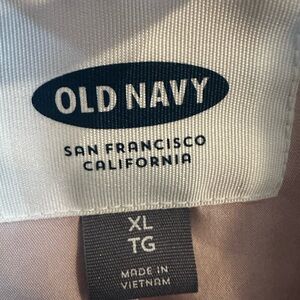 OLD NAVY
SAN FRANCISCO
CALIFORNIA
XL
TG
MADE IN
VIETNAM